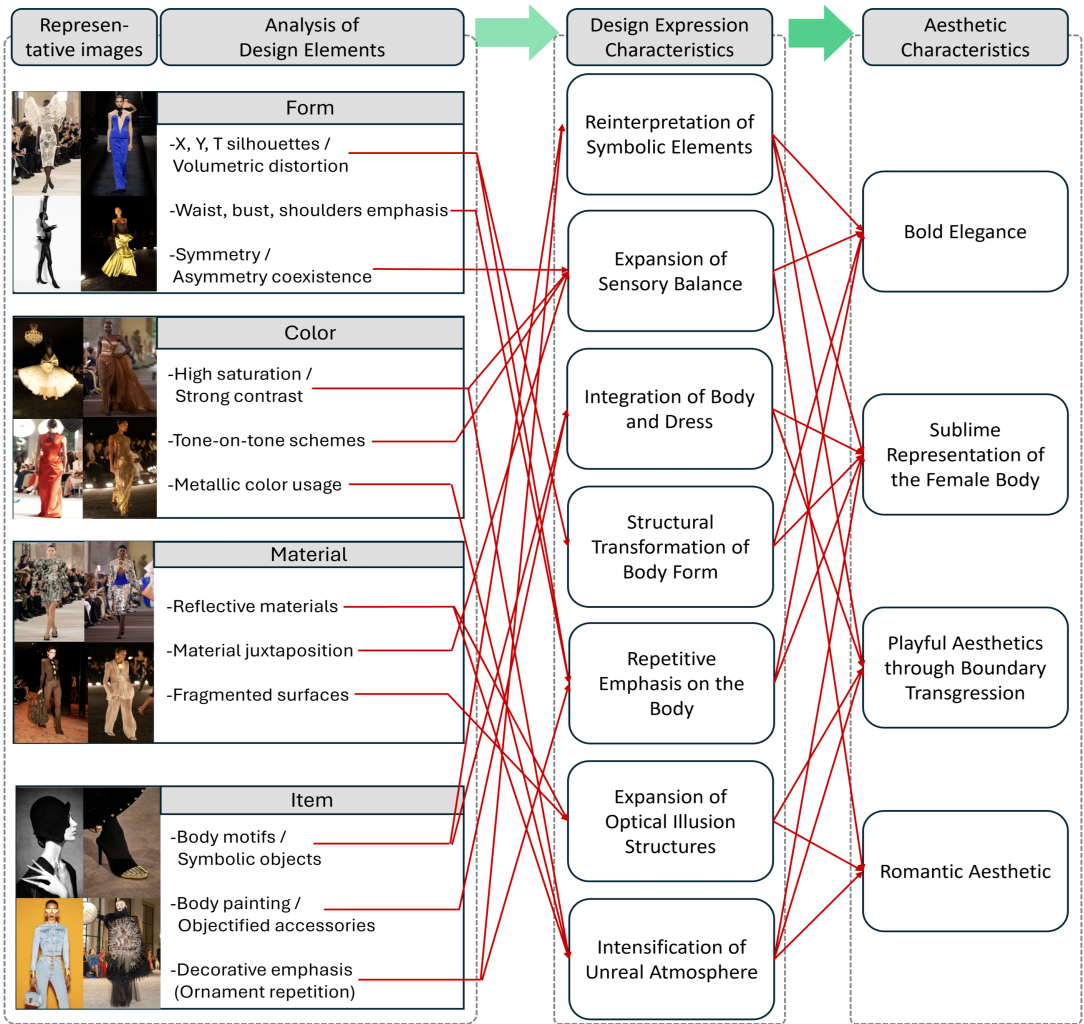 Represen-
tative images
Analysis of
Design Elements
Design Expression
Characteristics
Aesthetic
Characteristics
Form
-X, Y, T silhouettes /
Volumetric distortion
-Waist, bust, shoulders emphasis
-Symmetry /
Asymmetry coexistence
Color
-High saturation /
Strong contrast
-Tone-on-tone schemes
-Metallic color usage
Material
-Reflective materials
-Material juxtaposition
-Fragmented surfaces
Item
-Body motifs /
Symbolic objects
-Body painting /
Objectified accessories
-Decorative emphasis
(Ornament repetition)
Reinterpretation of
Symbolic Elements
Expansion of
Sensory Balance
Integration of Body
and Dress
Structural
Transformation of
Body Form
Repetitive
Emphasis on the
Body
Expansion of
Optical Illusion
Structures
Intensification of
Unreal Atmosphere
Bold Elegance
Sublime
Representation of
the Female Body
Playful Aesthetics
through Boundary
Transgression
Romantic Aesthetic